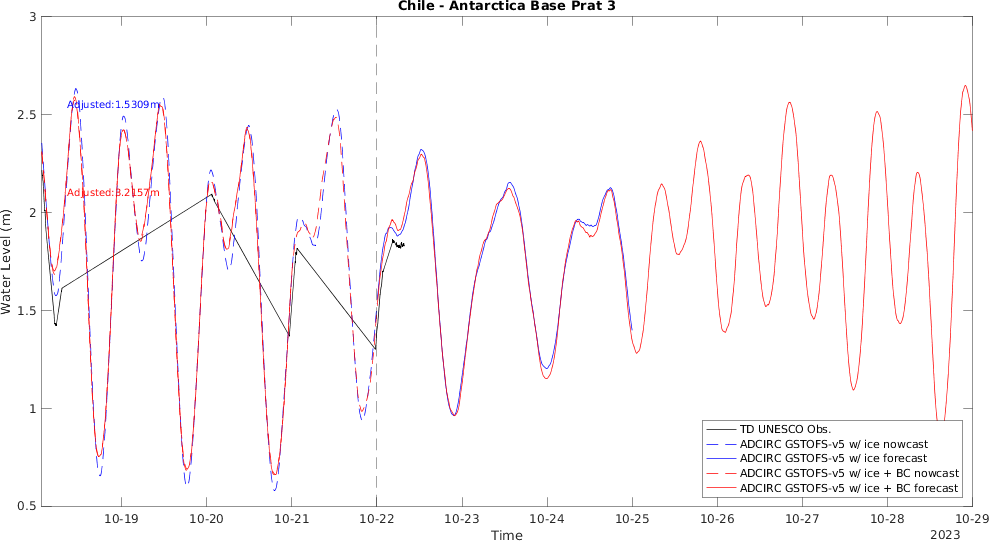 Chile - Antarctica Base Prat 3
3
2.5
2
1.5
1
0.5
Water Level (m)
Adjusted:1.5309m
Adjusted:3.2157m
10-19
10-20
10-21
10-22
10-23
10-24
10-25
10-26
10-27
10-28
10-29
Time
2023
TD UNESCO Obs.
ADCIRC GSTOFS-v5 w/ ice nowcast
ADCIRC GSTOFS-v5 w/ ice forecast
ADCIRC GSTOFS-v5 w/ ice + BC nowcast
ADCIRC GSTOFS-v5 w/ ice + BC forecast